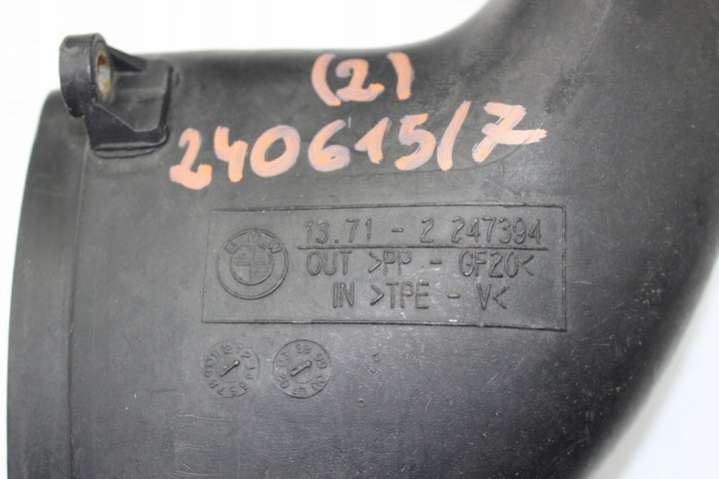 (2)
240615/7
13.71 - 2 247394
OUT >PP - GF20<
IN >TPE - V<